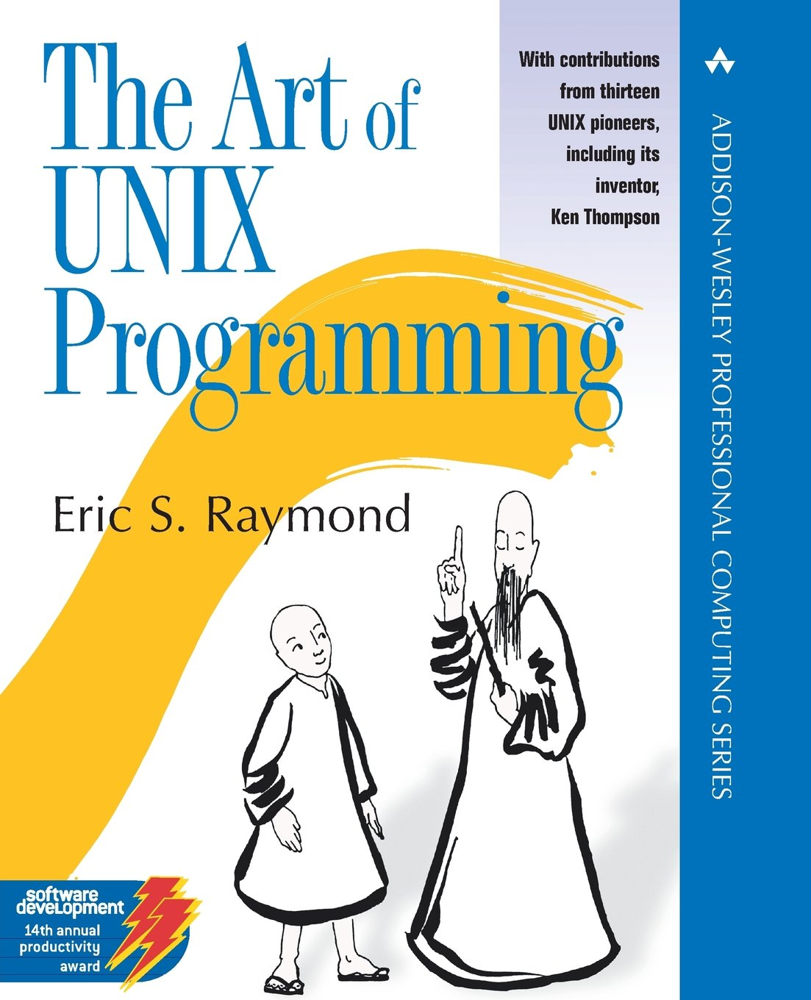 The Art of
UNIX
Programming
With contributions
from thirteen
UNIX pioneers,
including its
inventor,
Ken Thompson
Eric S. Raymond
software
development
14th annual
productivity
award
ADDISON-WESLEY PROFESSIONAL COMPUTING SERIES